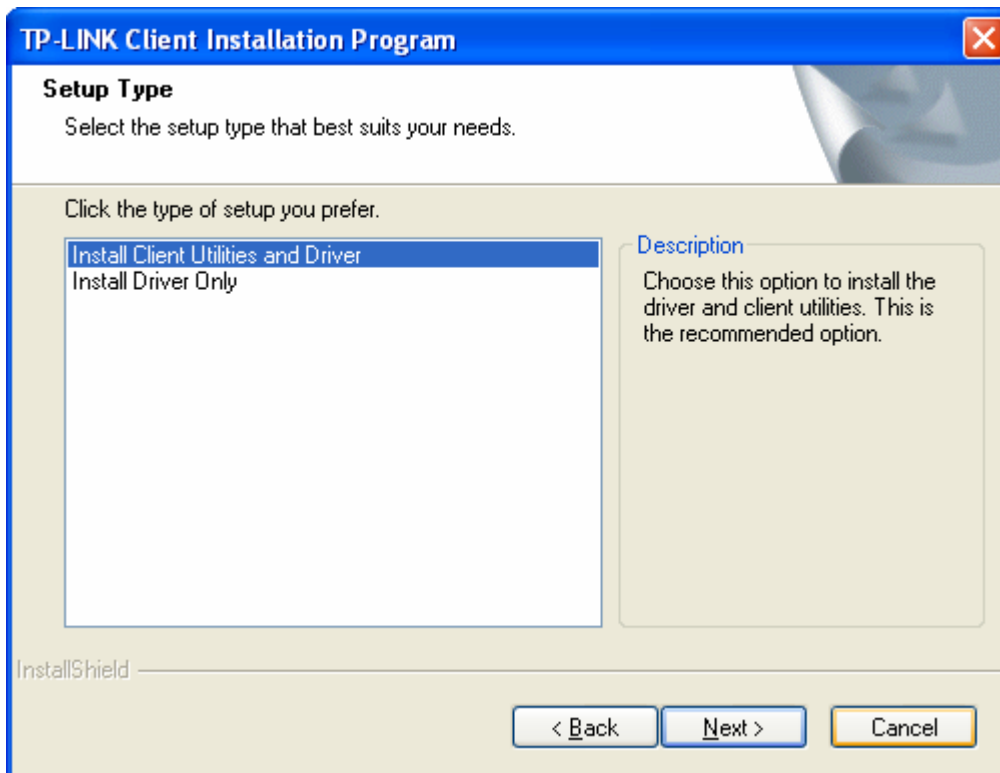 TP-LINK Client Installation Program
Setup Type
Select the setup type that best suits your needs.
Click the type of setup you prefer.
Install Client Utilities and Driver
Install Driver Only
Description
Choose this option to install the
driver and client utilities. This is
the recommended option.
InstallShield
< Back
Next >
Cancel